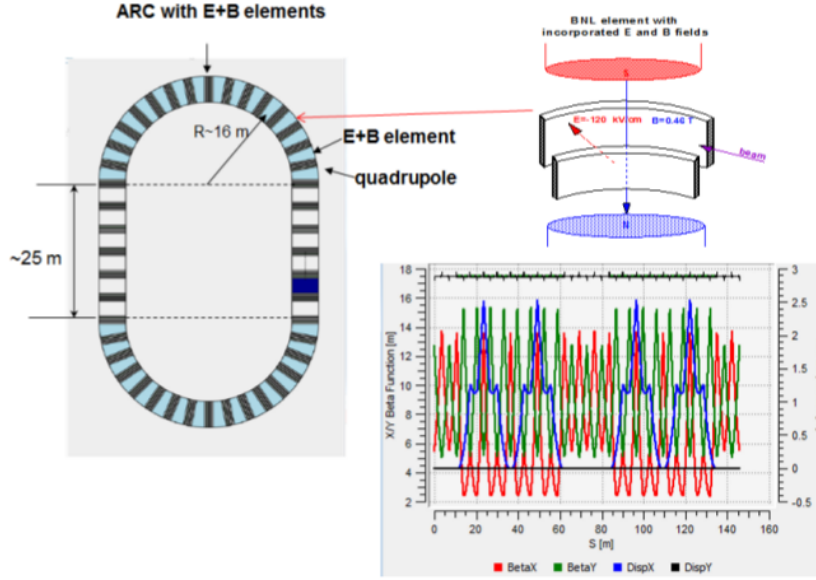 ARC with E+B elements
R~16 m
E+B element
quadrupole
~25 m
BNL element with
incorporated E and B fields
S
E=-120 kV/cm
B=0.46 T
beam
N
18
16
14
12
10
8
6
4
2
X/Y Beta Function [m]
3
2.5
2
1.5
1
0.5
0
-0.5
0 20 40 60 80 100 120 140 160
S [m]
BetaX BetaY DispX DispY